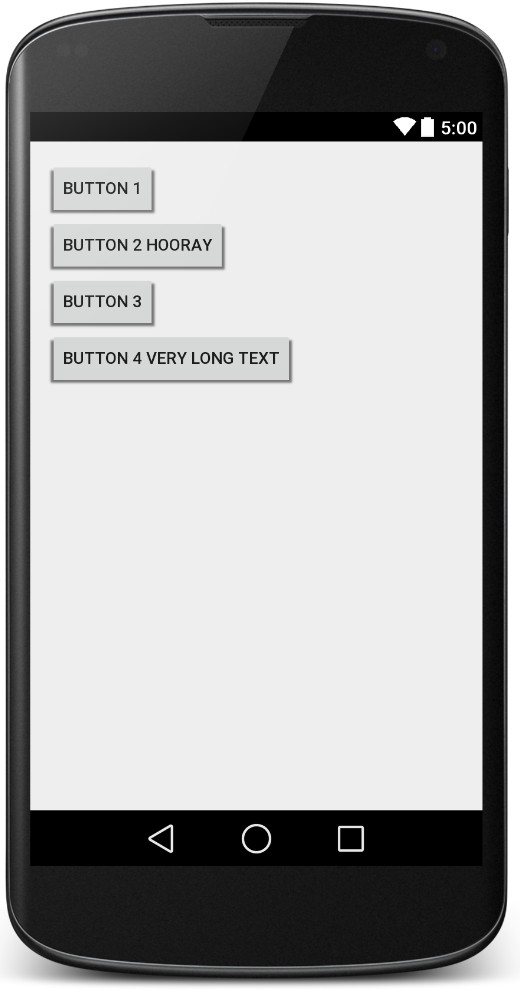 5:00
BUTTON 1
BUTTON 2 HOORAY
BUTTON 3
BUTTON 4 VERY LONG TEXT